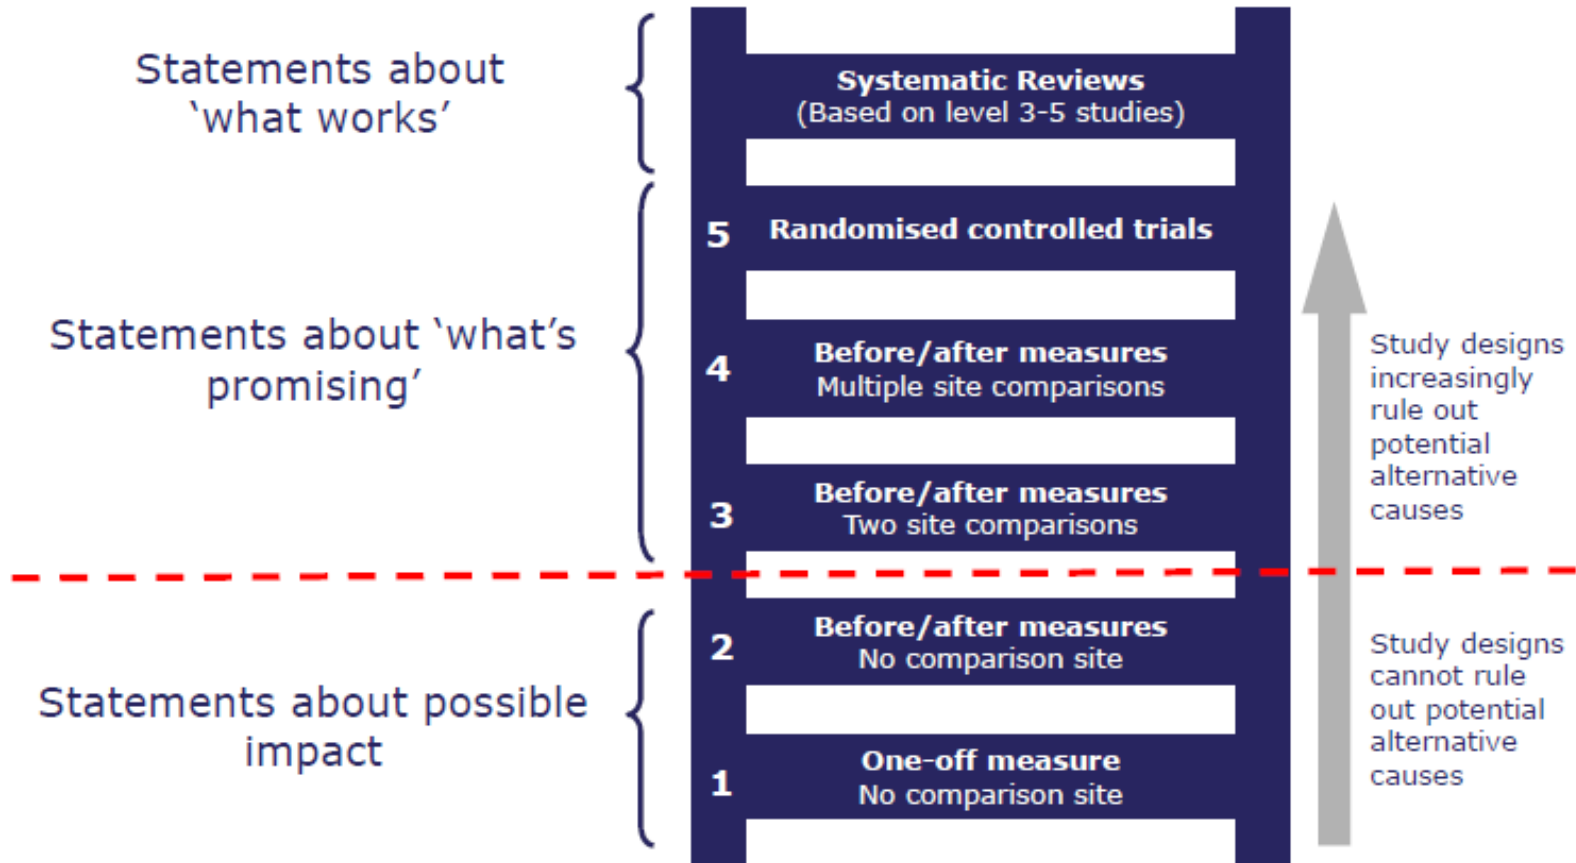 Statements about
‘what works’
Systematic Reviews
(Based on level 3-5 studies)
Statements about ‘what’s
promising’
5
Randomised controlled trials
4
Before/after measures
Multiple site comparisons
3
Before/after measures
Two site comparisons
Study designs
increasingly
rule out
potential
alternative
causes
Statements about possible
impact
2
Before/after measures
No comparison site
1
One-off measure
No comparison site
Study designs
cannot rule
out potential
alternative
causes